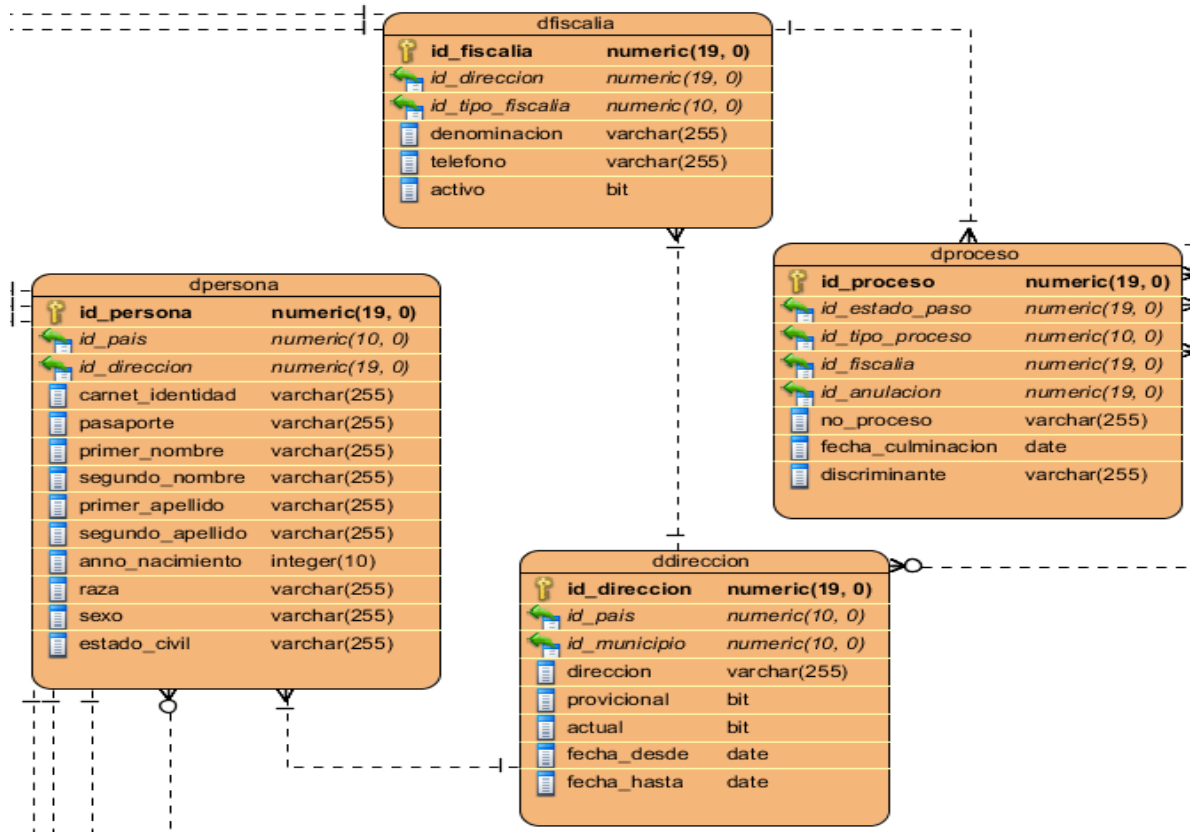 dfiscalia
id_fiscalia numeric(19, 0)
id_direccion numeric(19, 0)
id_tipo_fiscalia numeric(10, 0)
denominacion varchar(255)
telefono varchar(255)
activo bit
dproceso
id_proceso numeric(19, 0)
id_estado_paso numeric(19, 0)
id_tipo_proceso numeric(10, 0)
id_fiscalia numeric(19, 0)
id_anulacion numeric(19, 0)
no_proceso varchar(255)
fecha_culminacion date
discriminante varchar(255)
dpersona
id_persona numeric(19, 0)
id_pais numeric(10, 0)
id_direccion numeric(19, 0)
carnet_identidad varchar(255)
pasaporte varchar(255)
primer_nombre varchar(255)
segundo_nombre varchar(255)
primer_apellido varchar(255)
segundo_apellido varchar(255)
anno_nacimiento integer(10)
raza varchar(255)
sexo varchar(255)
estado_civil varchar(255)
ddireccion
id_direccion numeric(19, 0)
id_pais numeric(10, 0)
id_municipio numeric(10, 0)
direccion varchar(255)
provicional bit
actual bit
fecha_desde date
fecha_hasta date